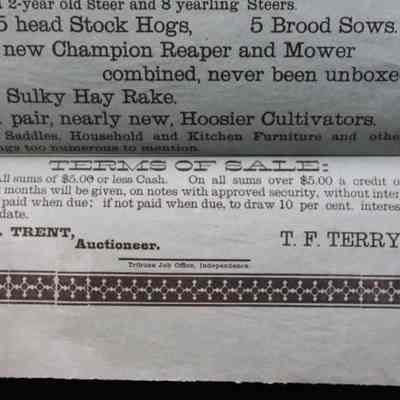 2-year old Steer and 8 yearling Steers.
5 head Stock Hogs, 5 Brood Sows.
new Champion Reaper and Mower
combined, never been unboxe
Sulky Hay Rake.
pair, nearly new, Hoosier Cultivators.
Saddles, Household and Kitchen Furniture and othe
ngs too numerous to mention.
TERMS OF SALE:
All sums of $5.00 or less Cash. On all sums over $5.00 a credit o
months will be given, on notes with approved security, without inter
paid when due; if not paid when due, to draw 10 per cent. interes
date.
. TRENT, Auctioneer. T. F. TERRY
Tribune Job Office, Independence.